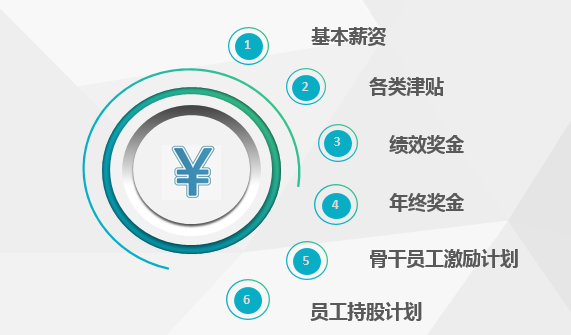 1 基本薪资
2 各类津贴
3 绩效奖金
4 年终奖金
5 骨干员工激励计划
6 员工持股计划
¥